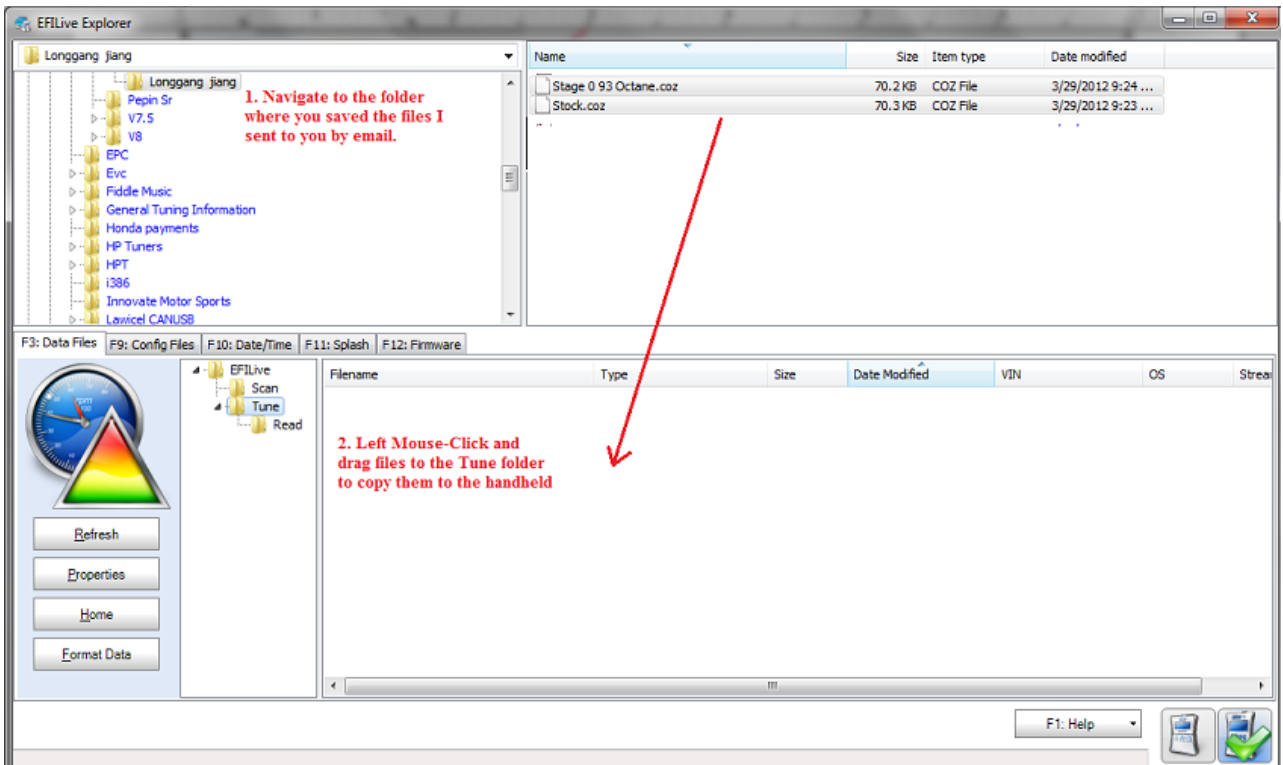 EFILive Explorer
Longgang jiang
Longgang jiang
Pepin Sr
V7.5
V8
EPC
Evc
Fiddle Music
General Tuning Information
Honda payments
HP Tuners
HPT
i386
Innovate Motor Sports
Lawicel CANUSB
1. Navigate to the folder
where you saved the files I
sent to you by email.
Name Size Item type Date modified
Stage 0 93 Octane.coz 70.2 KB COZ File 3/29/2012 9:24 ...
Stock.coz 70.3 KB COZ File 3/29/2012 9:23 ...
F3: Data Files F9: Config Files F10: Date/Time F11: Splash F12: Firmware
rpm
Refresh
Properties
Home
Format Data
EFILive
Scan
Tune
Read
Filename Type Size Date Modified VIN OS Strear
2. Left Mouse-Click and
drag files to the Tune folder
to copy them to the handheld
F1: Help